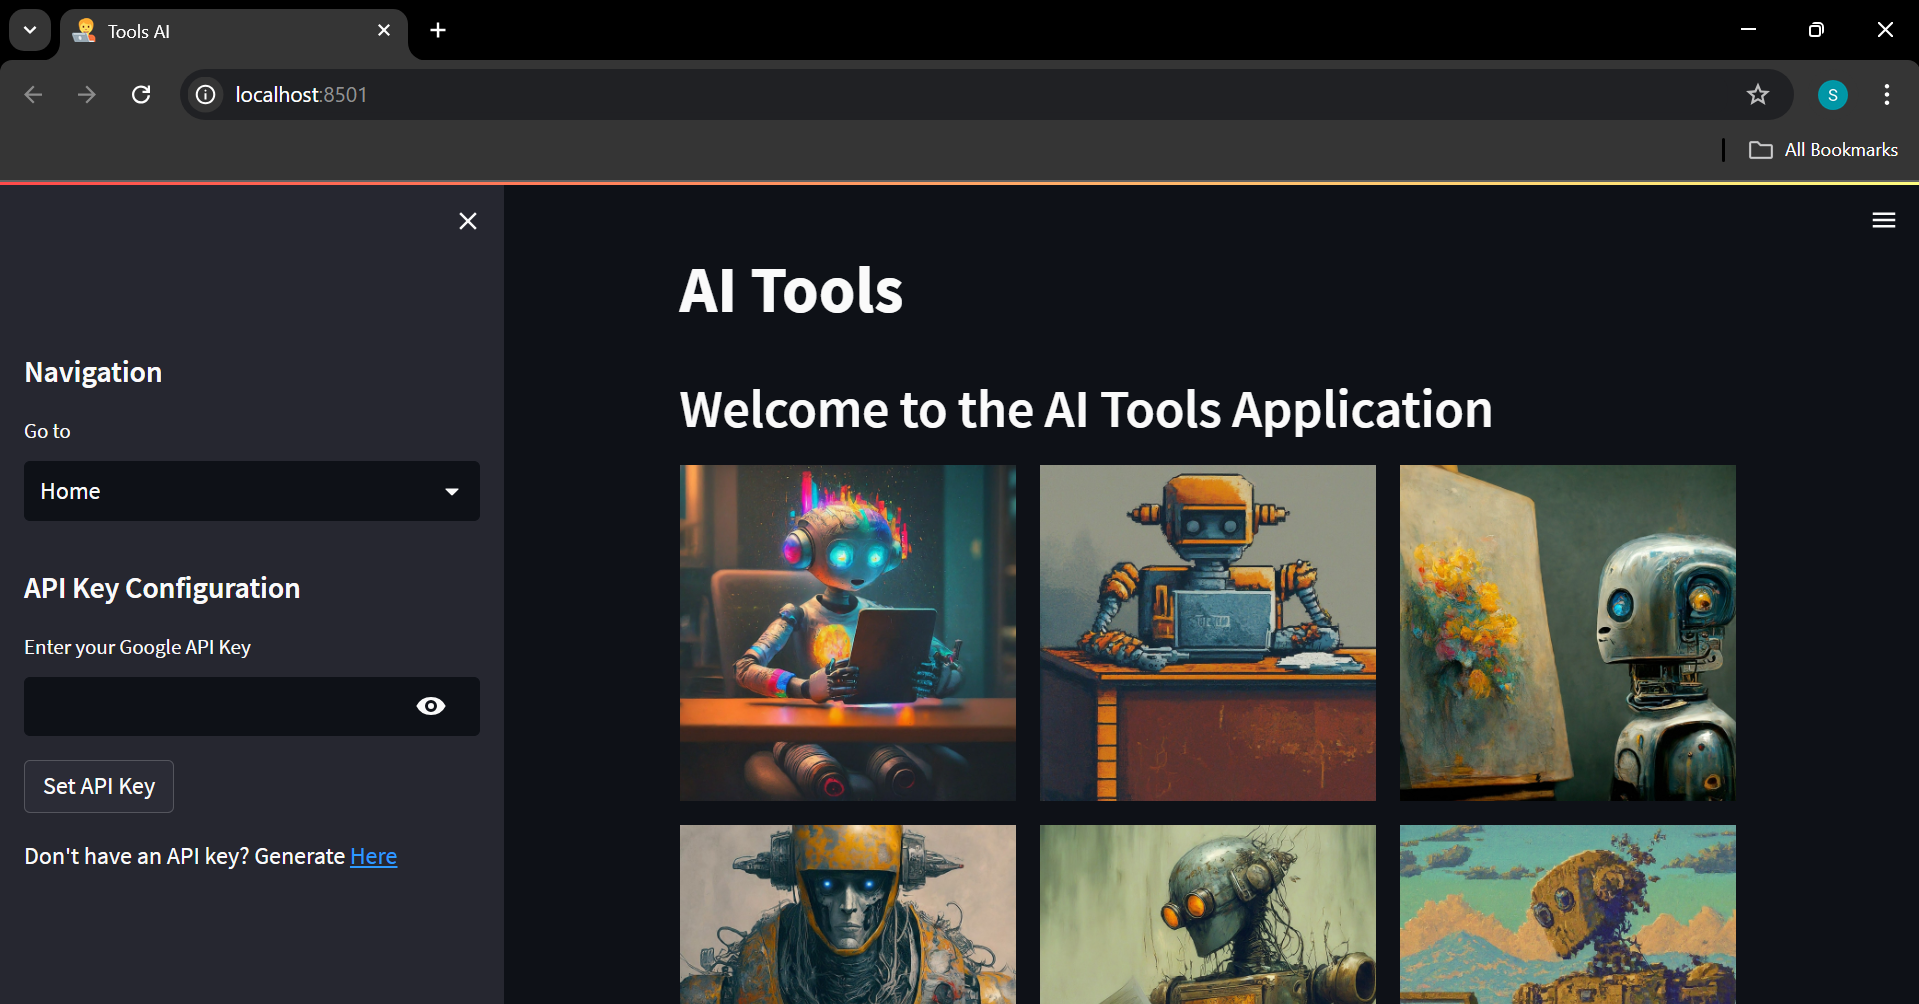 Tools AI
localhost:8501
S
All Bookmarks
Navigation
Go to
Home
API Key Configuration
Enter your Google API Key
Set API Key
Don't have an API key? Generate Here
AI Tools
Welcome to the AI Tools Application